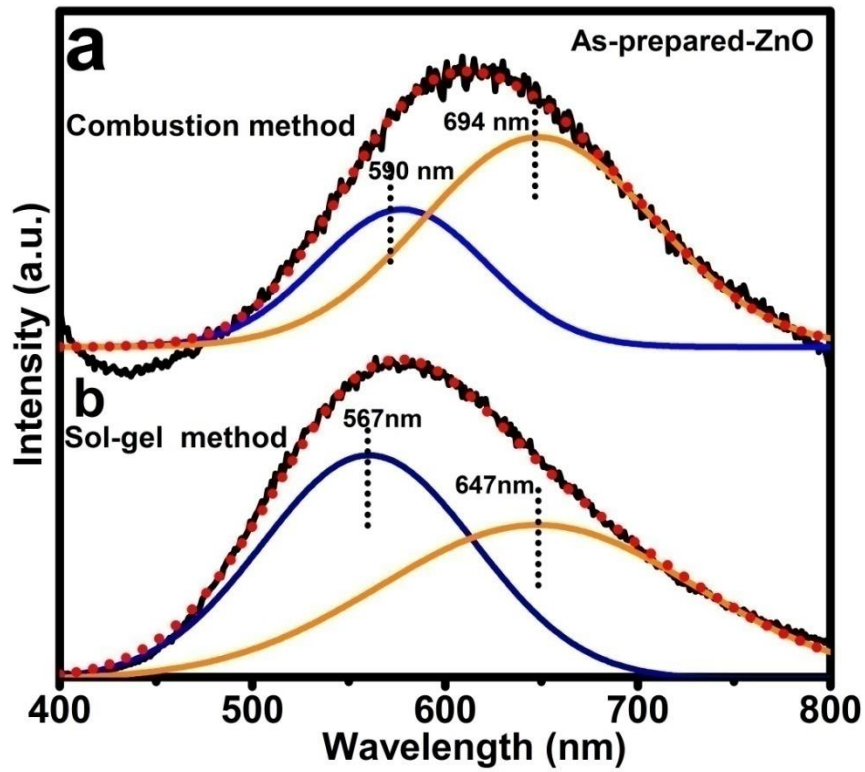 a
As-prepared-ZnO
Combustion method
694 nm
590 nm
b
Sol-gel method
567nm
647nm
Intensity (a.u.)
400 500 600 700 800
Wavelength (nm)